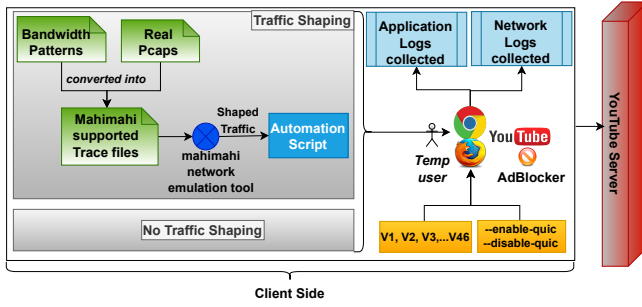 Traffic Shaping
Bandwidth
Patterns
Real
Pcaps
converted into
Mahimahi
supported
Trace files
Shaped
Traffic
mahimahi
network
emulation tool
Automation
Script
No Traffic Shaping
Application
Logs
collected
Network
Logs
collected
Temp
user
YouTube
AdBlocker
V1, V2, V3,...V46
--enable-quic
--disable-quic
YouTube Server
Client Side